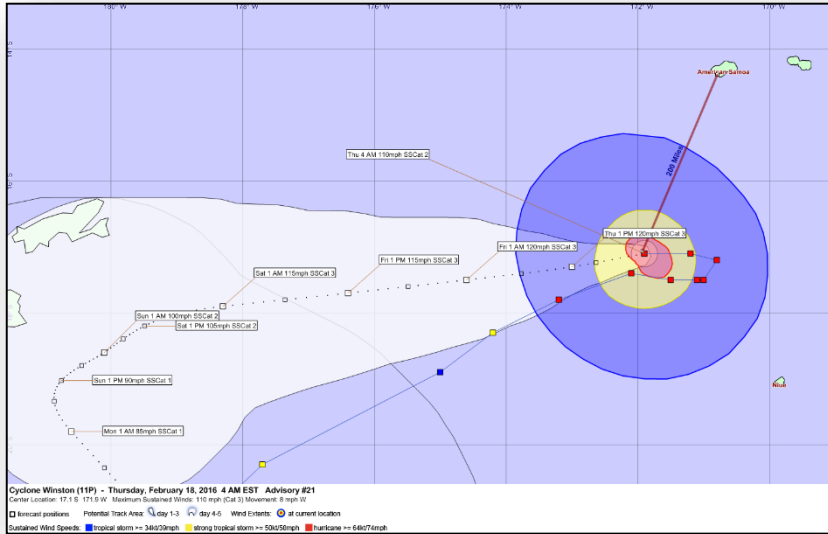 180° W
178° W
176° W
174° W
172° W
170° W
14°S
American Samoa
Thu 4 AM 110mph SSCat 2
200 Miles
Thu 1 PM 120mph SSCat 3
Fri 1 AM 120mph SSCat 3
Fri 1 PM 115mph SSCat 3
Sat 1 AM 115mph SSCat 3
Sun 1 AM 100mph SSCat 2
Sat 1 PM 105mph SSCat 2
Sun 1 PM 90mph SSCat 1
Niue
Mon 1 AM 85mph SSCat 1
Cyclone Winston (11P) - Thursday, February 18, 2016 4 AM EST Advisory #21
Center Location: 17.1 S 171.9 W Maximum Sustained Winds: 110 mph (Cat 3) Movement: 8 mph W
forecast positions Potential Track Area: day 1-3 day 4-5 Wind Extents: at current location
Sustained Wind Speeds: tropical storm >= 34kt/39mph strong tropical storm >= 50kt/58mph hurricane >= 64kt/74mph